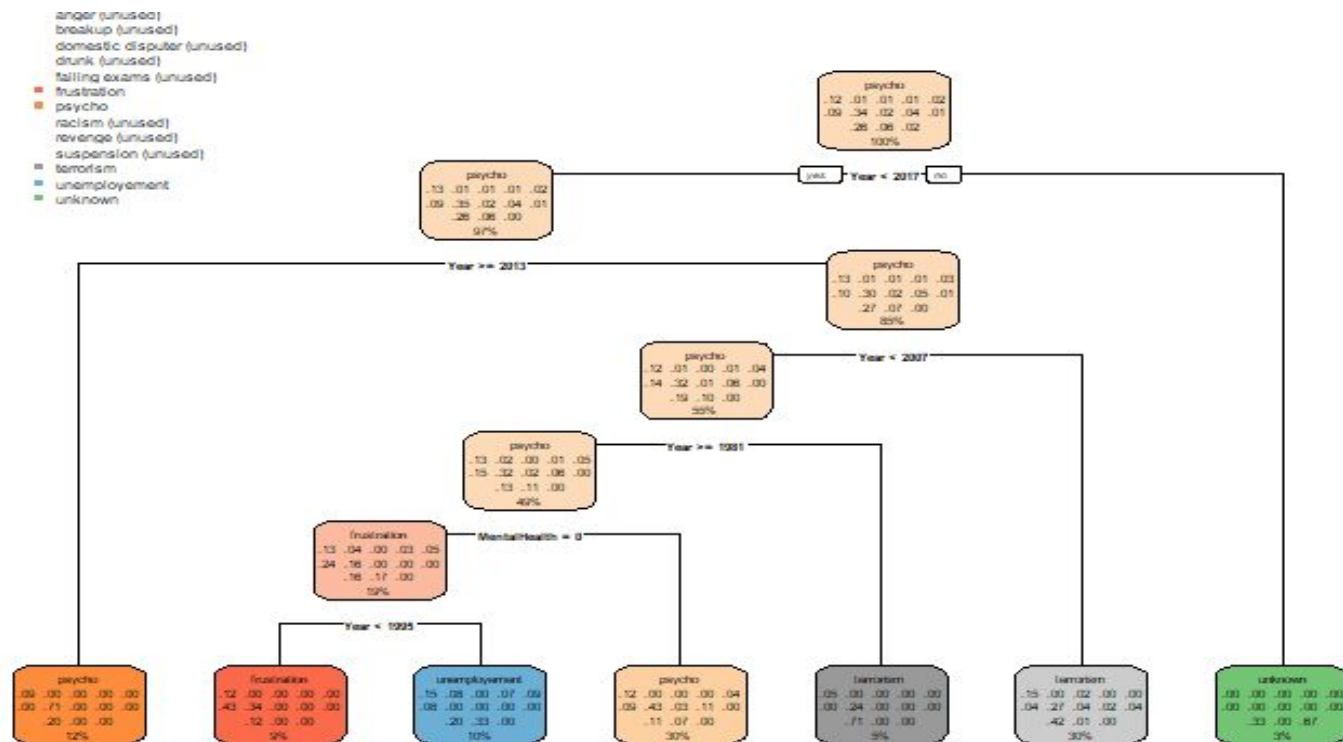 anger (unused)
breakup (unused)
domestic disputer (unused)
drunk (unused)
failing exams (unused)
frustration
psycho
racism (unused)
revenge (unused)
suspension (unused)
terrorism
unemployement
unknown
psycho
.12 .01 .01 .01 .02
.09 .34 .02 .04 .01
.26 .06 .02
100%
yes Year < 2017 no
psycho
.13 .01 .01 .01 .02
.09 .35 .02 .04 .01
.26 .06 .00
97%
Year >= 2013
psycho
.13 .01 .01 .01 .03
.10 .30 .02 .05 .01
.27 .07 .00
85%
Year < 2007
psycho
.12 .01 .00 .01 .04
.14 .32 .01 .06 .00
.19 .10 .00
55%
Year >= 1981
psycho
.13 .02 .00 .01 .05
.15 .32 .02 .06 .00
.13 .11 .00
49%
MentalHealth = 0
frustration
.13 .04 .00 .03 .05
.24 .16 .00 .00 .00
.16 .17 .00
19%
Year < 1995
psycho
.09 .00 .00 .00 .00
.00 .71 .00 .00 .00
.20 .00 .00
12%
frustration
.12 .00 .00 .00 .00
.43 .34 .00 .00 .00
.12 .00 .00
9%
unemployement
.15 .08 .00 .07 .09
.08 .00 .00 .00 .00
.20 .33 .00
10%
psycho
.12 .00 .00 .00 .04
.09 .43 .03 .11 .00
.11 .07 .00
30%
terrorism
.05 .00 .00 .00 .00
.00 .24 .00 .00 .00
.71 .00 .00
5%
terrorism
.15 .00 .02 .00 .00
.04 .27 .04 .02 .04
.42 .01 .00
30%
unknown
.00 .00 .00 .00 .00
.00 .00 .00 .00 .00
.33 .00 .67
3%